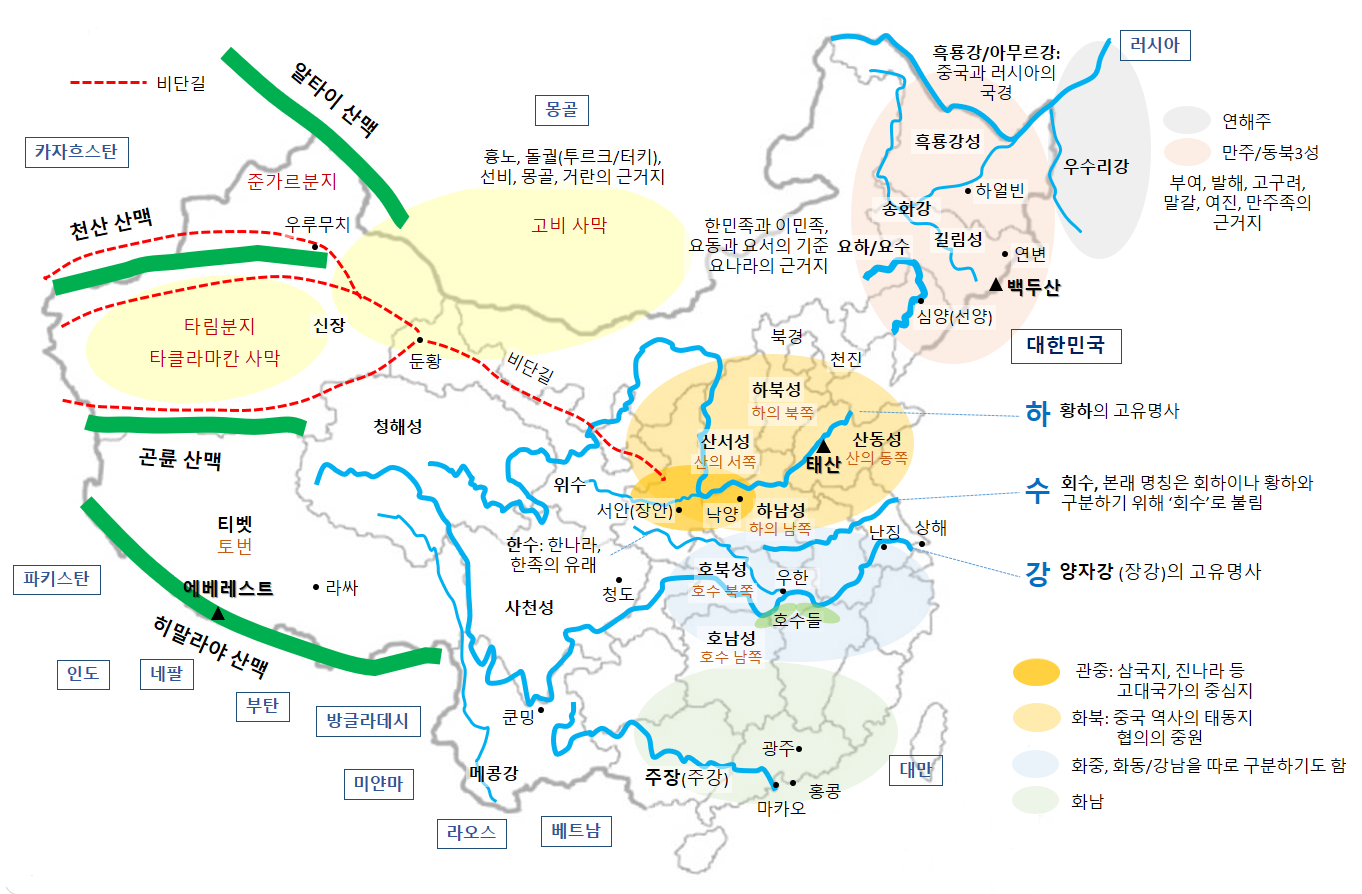 비단길
알타이 산맥
몽골
흑룡강/아무르강:
중국과 러시아의
국경
러시아
카자흐스탄
흉노, 돌궐(투르크/터키),
선비, 몽골, 거란의 근거지
흑룡강성
우수리강
연해주
만주/동북3성
부여, 발해, 고구려,
말갈, 여진, 만주족의
근거지
준가르분지
천산 산맥
우루무치
고비 사막
하얼빈
송화강
한민족과 이민족,
요동과 요서의 기준
요나라의 근거지
요하/요수
길림성
연변
백두산
타림분지
타클라마칸 사막
신장
둔황
비단길
심양(선양)
북경
천진
대한민국
하북성
하의 북쪽
하 황하의 고유명사
청해성
산서성
산의 서쪽
태산
산동성
산의 동쪽
곤륜 산맥
위수
서안(장안)
낙양
하남성
하의 남쪽
수 회수, 본래 명칭은 회하이나 황하와
구분하기 위해 '회수'로 불림
티벳
토번
한수: 한나라,
한족의 유래
난징
상해
파키스탄
에베레스트
라싸
청도
사천성
호북성
호수 북쪽
우한
호수들
강 양자강 (장강)의 고유명사
히말라야 산맥
호남성
호수 남쪽
인도
네팔
부탄
방글라데시
쿤밍
관중: 삼국지, 진나라 등
고대국가의 중심지
화북: 중국 역사의 태동지
협의의 중원
화중, 화동/강남을 따로 구분하기도 함
화남
미얀마
메콩강
주장(주강)
광주
마카오
홍콩
대만
라오스
베트남